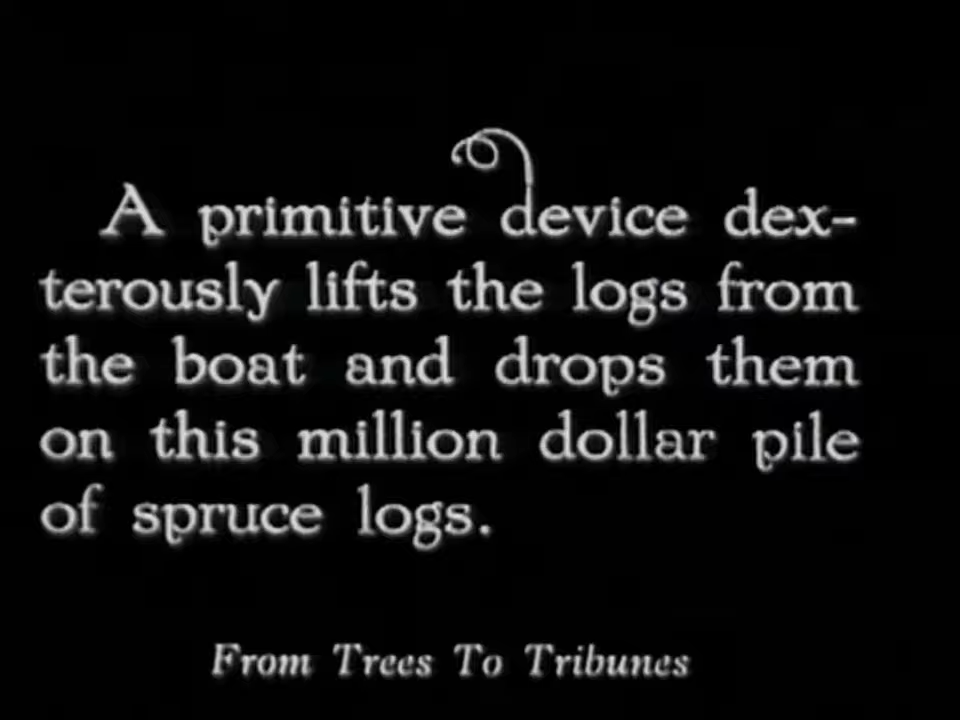 A primitive device dex-
terously lifts the logs from
the boat and drops them
on this million dollar pile
of spruce logs.
From Trees To Tribunes